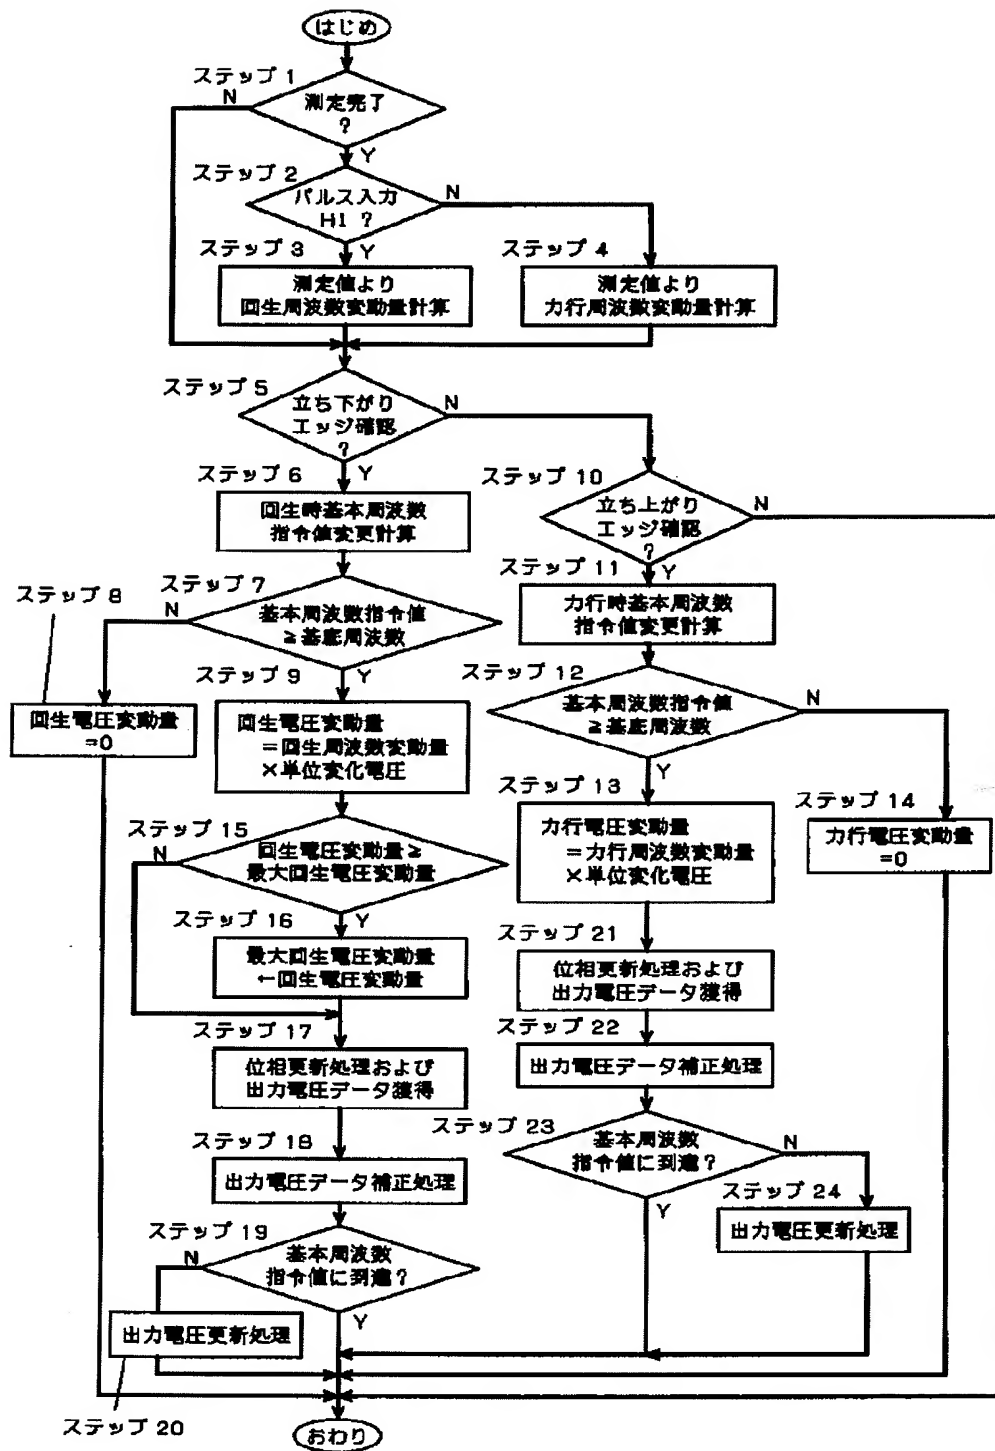 はじめ
ステップ 1
N
測定完了
?
Y
ステップ 2
N
パルス入力
HI ?
Y
ステップ 3
測定値より
回生周波数変動量計算
ステップ 4
測定値より
力行周波数変動量計算
ステップ 5
N
立ち下がり
エッジ確認
?
Y
ステップ 6
回生時基本周波数
指令値変更計算
ステップ 10
N
立ち上がり
エッジ確認
?
Y
ステップ 11
力行時基本周波数
指令値変更計算
ステップ 7
N
基本周波数指令値
≧基底周波数
Y
ステップ 8
回生電圧変動量
=0
ステップ 9
回生電圧変動量
=回生周波数変動量
×単位変化電圧
ステップ 12
N
基本周波数指令値
≧基底周波数
Y
ステップ 13
力行電圧変動量
=力行周波数変動量
×単位変化電圧
ステップ 14
力行電圧変動量
=0
ステップ 15
N
回生電圧変動量≧
最大回生電圧変動量
Y
ステップ 16
最大回生電圧変動量
←回生電圧変動量
ステップ 17
位相更新処理および
出力電圧データ獲得
ステップ 18
出力電圧データ補正処理
ステップ 19
N
基本周波数
指令値に到達?
Y
出力電圧更新処理
ステップ 20
ステップ 21
位相更新処理および
出力電圧データ獲得
ステップ 22
出力電圧データ補正処理
ステップ 23
N
基本周波数
指令値に到達?
Y
ステップ 24
出力電圧更新処理
おわり